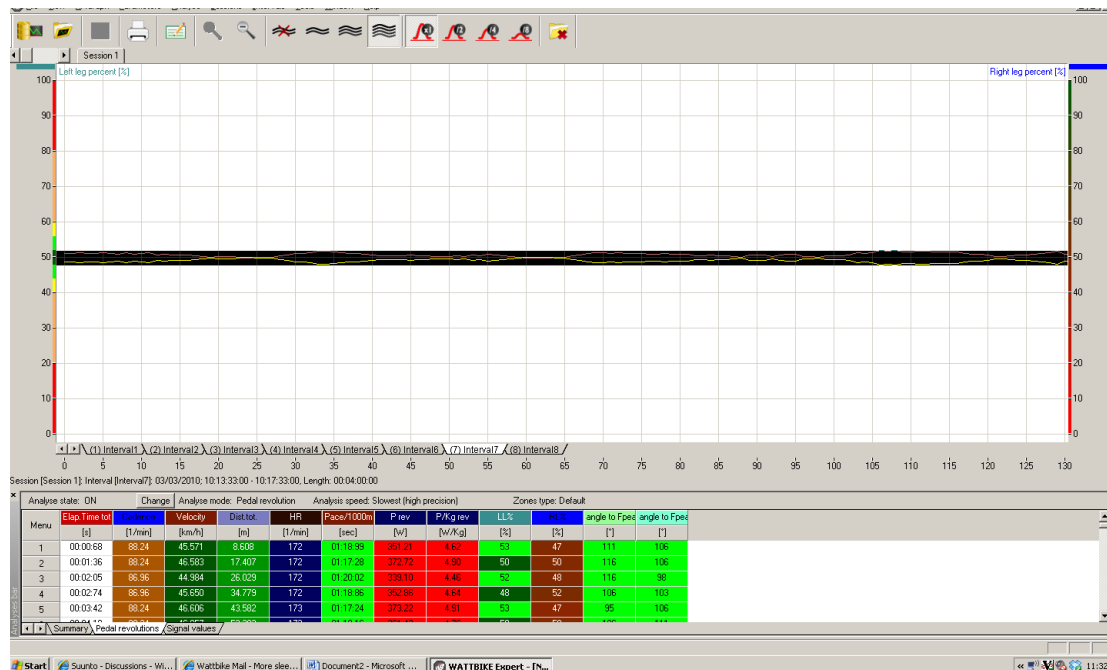 Session 1
Left leg percent [%] Right leg percent [%]
100 100
90 90
80 80
70 70
60 60
50 50
40 40
30 30
20 20
10 10
0 0
(1) Interval1 (2) Interval2 (3) Interval3 (4) Interval4 (5) Interval5 (6) Interval6 (7) Interval7 (8) Interval8
0 5 10 15 20 25 30 35 40 45 50 55 60 65 70 75 80 85 90 95 100 105 110 115 120 125 130
Session [Session 1]: Interval [Interval7]: 03/03/2010; 10:13:33:00 - 10:17:33:00, Length: 00:04:00:00
Analyse state: ON Change Analyse mode: Pedal revolution Analysis speed: Slowest (high precision) Zones type: Default
Menu Elap.Time tot Velocity Dist.tot. HR Pace/1000m P rev P/Kg rev LL% angle to Fpea angle to Fpea
[s] [1/min] [km/h] [m] [1/min] [sec] [W] [W/Kg] [%] [%] [°] [°]
1 00:00:68 88.24 45.571 8.608 172 01:18:99 351.21 4.62 53 47 111 106
2 00:01:36 88.24 46.583 17.407 172 01:17:28 372.72 4.90 50 50 116 106
3 00:02:05 86.96 44.984 26.029 172 01:20:02 339.10 4.46 52 48 116 98
4 00:02:74 86.96 45.650 34.779 172 01:18:86 352.86 4.64 48 52 106 103
5 00:03:42 88.24 46.606 43.582 173 01:17:24 373.22 4.91 53 47 95 106
Analyses bar
Summary Pedal revolutions Signal values
Start Suunto - Discussions - Wi... Wattbike Mail - More slee... Document2 - Microsoft ... WATTBIKE Expert - [N... 11:32